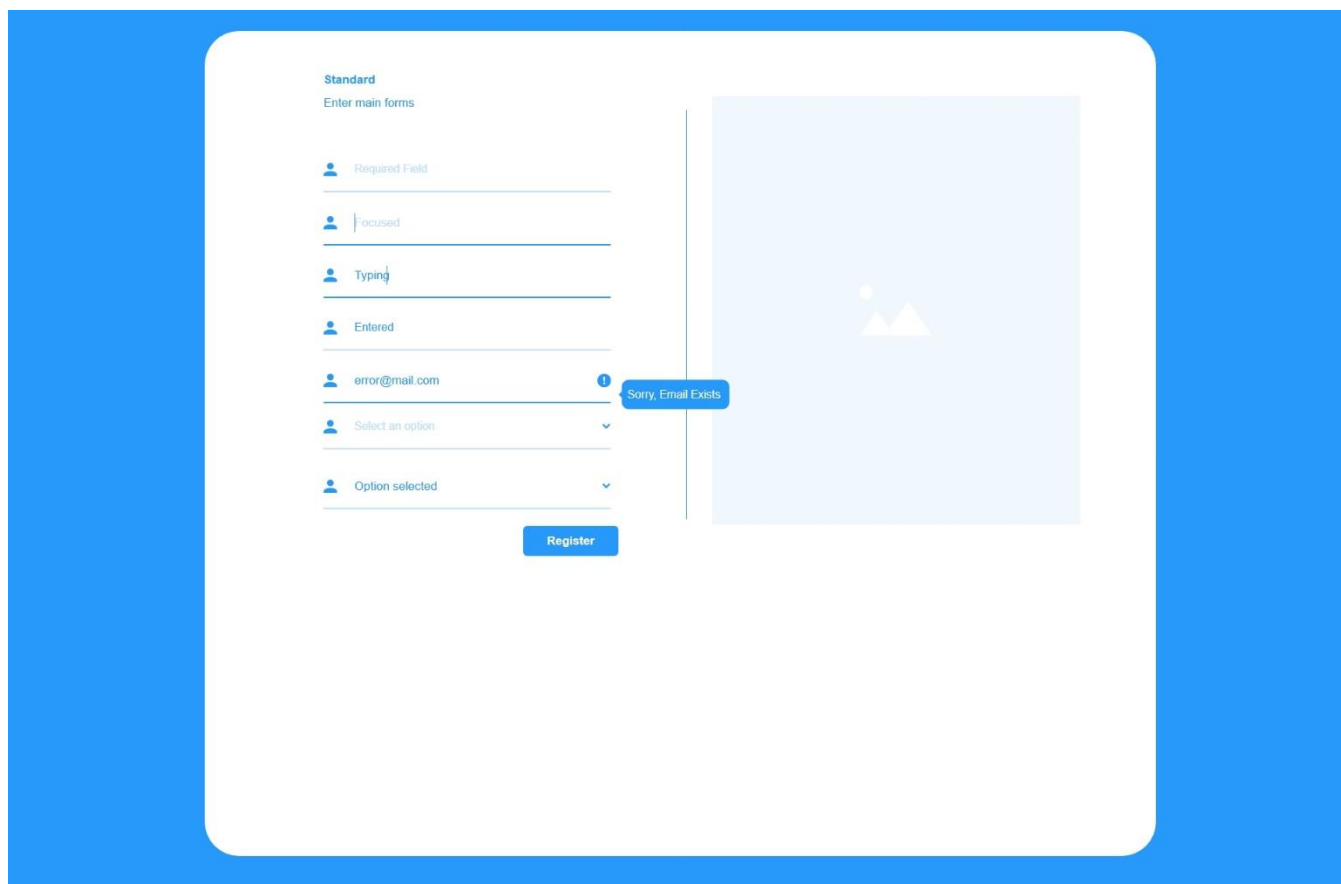 Standard
Enter main forms
Required Field
Focused
Typing
Entered
error@mail.com
Sorry, Email Exists
Select an option
Option selected
Register